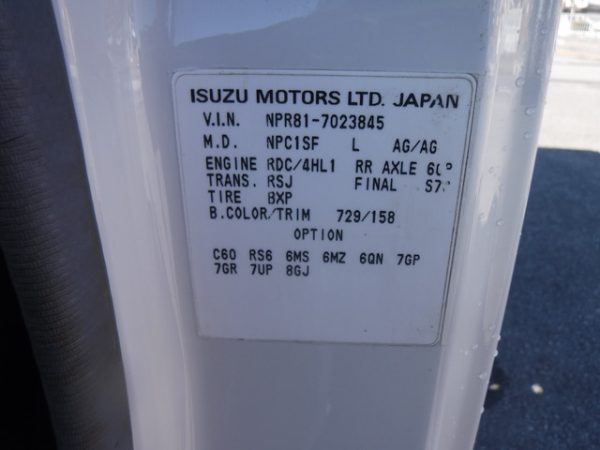 ISUZU MOTORS LTD. JAPAN
V.I.N. NPR81-7023845
M.D. NPC1SF L AG/AG
ENGINE RDC/4HL1 RR AXLE
TRANS. RSJ FINAL
TIRE BXP
B.COLOR/TRIM 729/158
OPTION
C60 RS6 6MS 6MZ 6QN 7GP
7GR 7UP 8GJ